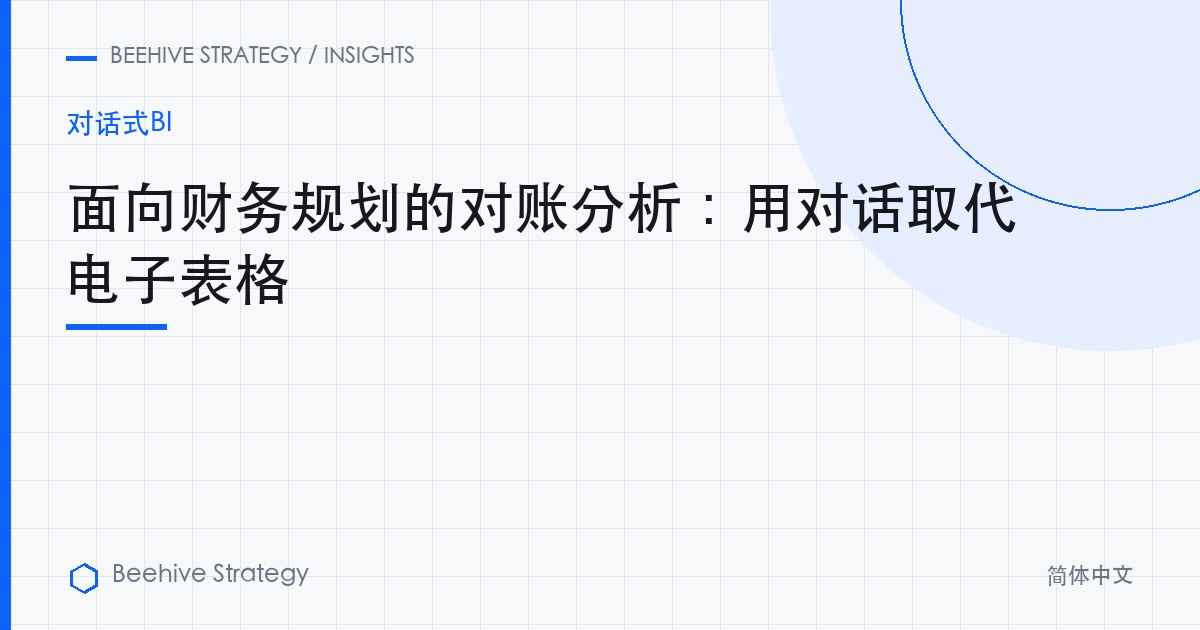 BEEHIVE STRATEGY / INSIGHTS
对话式BI
面向财务规划的对账分析：用对话取代
电子表格
Beehive Strategy
简体中文